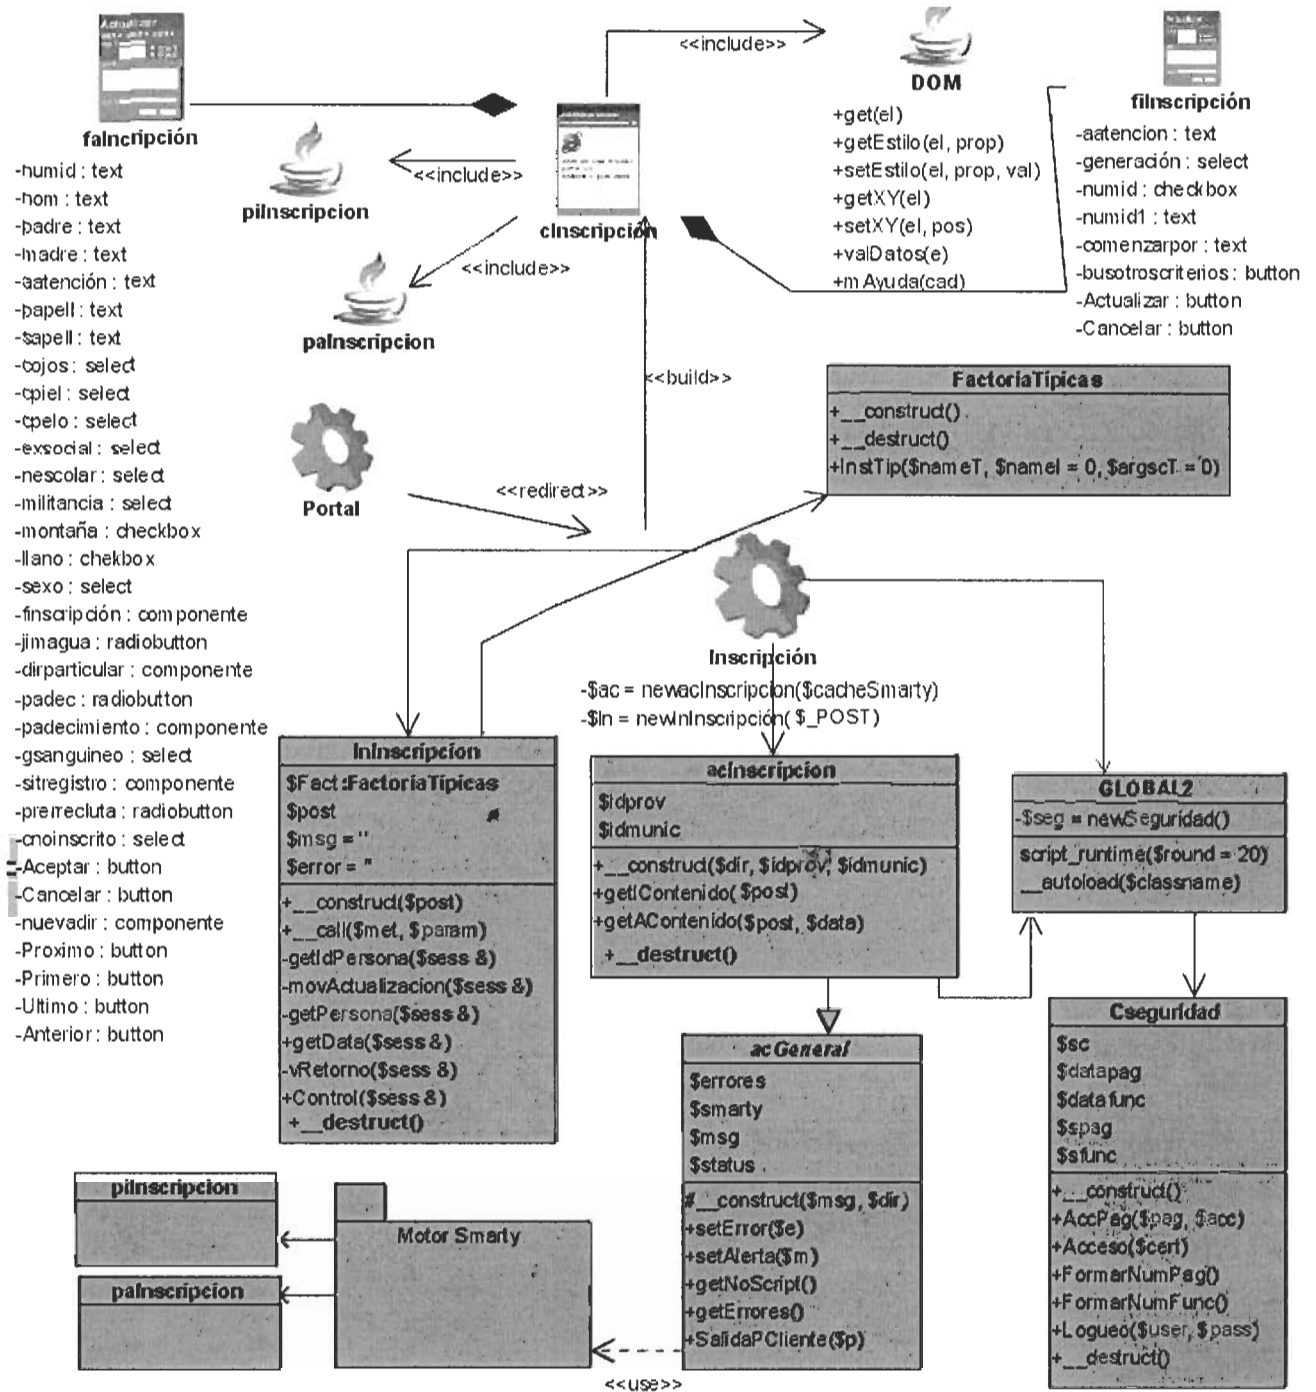 <<include>>
DOM
+get(el)
+getEstilo(el, prop)
+setEstilo(el, prop, val)
+getXY(el)
+setXY(el, pos)
+valDatos(e)
+mAyuda(cad)
fiInscripción
-aatencion : text
-generación : select
-numid : checkbox
-numid1 : text
-comenzarpor : text
-busotroscriterios : button
-Actualizar : button
-Cancelar : button
faIncripción
-numid : text
-nom : text
-padre : text
-madre : text
-aatención : text
-papell : text
-sapell : text
-cojos : select
-cpiel : select
-cpelo : select
-exsocial : select
-nescolar : select
-militancia : select
-montaña : checkbox
-llano : chekbox
-sexo : select
-finscripción : componente
-jimagua : radiobutton
-dirparticular : componente
-padec : radiobutton
-padecimiento : componente
-gsanguineo : select
-sitregistro : componente
-prerrecluta : radiobutton
-cnoinscrito : select
-Aceptar : button
-Cancelar : button
-nuevadir : componente
-Proximo : button
-Primero : button
-Ultimo : button
-Anterior : button
<<include>>
piInscripcion
cInscripción
<<include>>
paInscripcion
<<build>>
Portal
<<redirect>>
FactoriaTipicas
+__construct()
+__destruct()
+InstTip($nameT, $nameI = 0, $argscT = 0)
Inscripción
-$ac = newacInscripcion($cacheSmarty)
-$In = newInInscripción( $_POST)
InInscripcion
$Fact :FactoriaTipicas
$post
$msg = ''
$error = ''
+__construct($post)
+__call($met, $param)
-getIdPersona($sess &)
-movActualizacion($sess &)
-getPersona($sess &)
+getData($sess &)
-vRetorno($sess &)
+Control($sess &)
+__destruct()
acInscripcion
$idprov
$idmunic
+__construct($dir, $idprov, $idmunic)
+getIContenido( $post)
+getAContenido($post, $data)
+__destruct()
GLOBAL2
-$seg = newSeguridad()
script_runtime($round = 20)
__autoload($classname)
acGeneral
$errores
$smarty
$msg
$status
#__construct($msg, $dir)
+setError($e)
+setAlerta($m)
+getNoScript()
+getErrores()
+SalidaPCliente($p)
Cseguridad
$sc
$datapag
$datafunc
$spag
$sfunc
+__construct()
+AccPag($pag, $acc)
+Acceso($cert)
+FormarNumPag()
+FormarNumFunc()
+Logueo($user, $pass)
+__destruct()
piInscripcion
paInscripcion
Motor Smarty
<<use>>